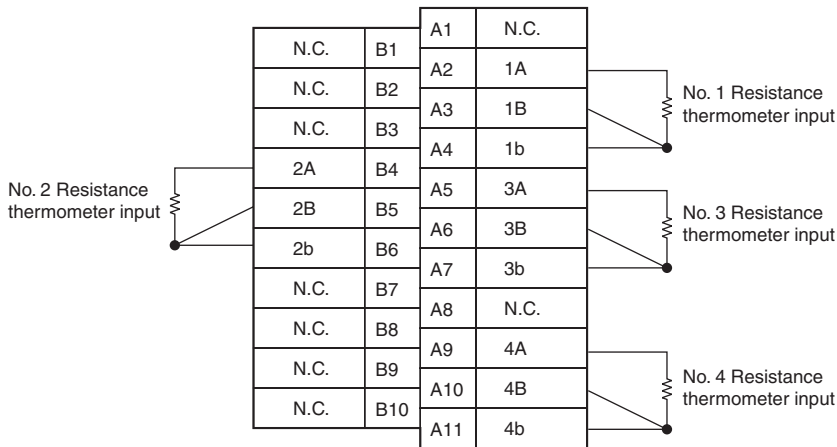 A1 N.C.
N.C. B1
A2 1A
N.C. B2
A3 1B
N.C. B3
A4 1b
2A B4
A5 3A
2B B5
A6 3B
2b B6
A7 3b
N.C. B7
A8 N.C.
N.C. B8
A9 4A
N.C. B9
A10 4B
N.C. B10
A11 4b
No. 1 Resistance
thermometer input
No. 2 Resistance
thermometer input
No. 3 Resistance
thermometer input
No. 4 Resistance
thermometer input